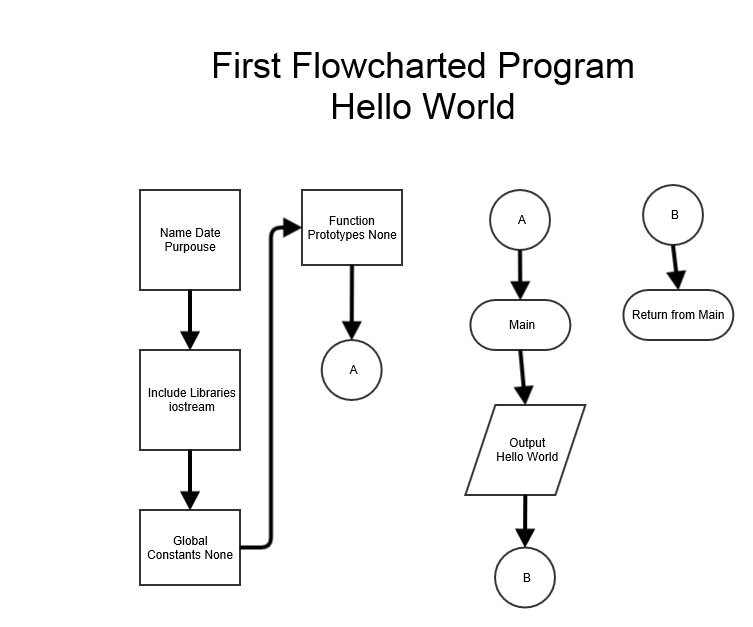 First Flowcharted Program
Hello World
Name Date
Purpouse
Include Libraries
iostream
Global
Constants None
Function
Prototypes None
A
A
Main
Output
Hello World
B
B
Return from Main